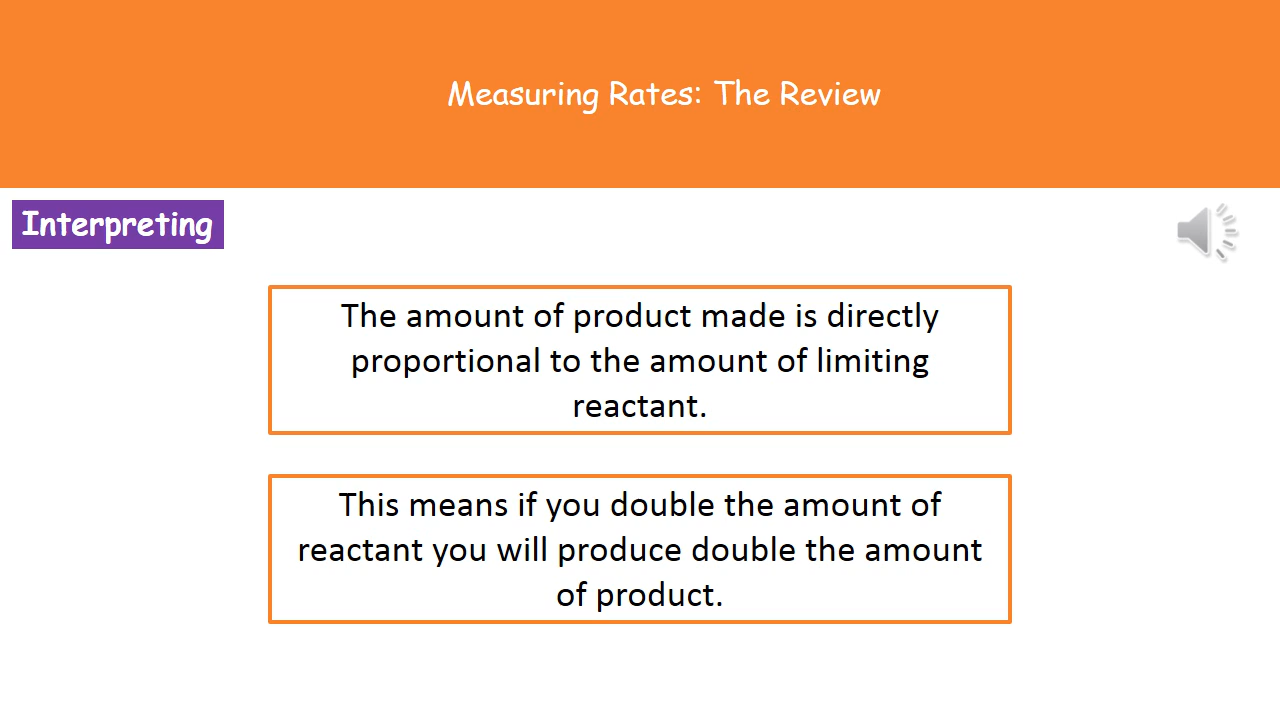 Measuring Rates: The Review
Interpreting
The amount of product made is directly
proportional to the amount of limiting
reactant.
This means if you double the amount of
reactant you will produce double the amount
of product.